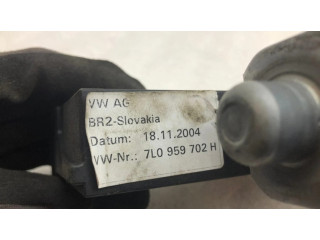 VW AG
BR2-Slovakia
Datum: 18.11.2004
VW-Nr.: 7L0 959 702 H